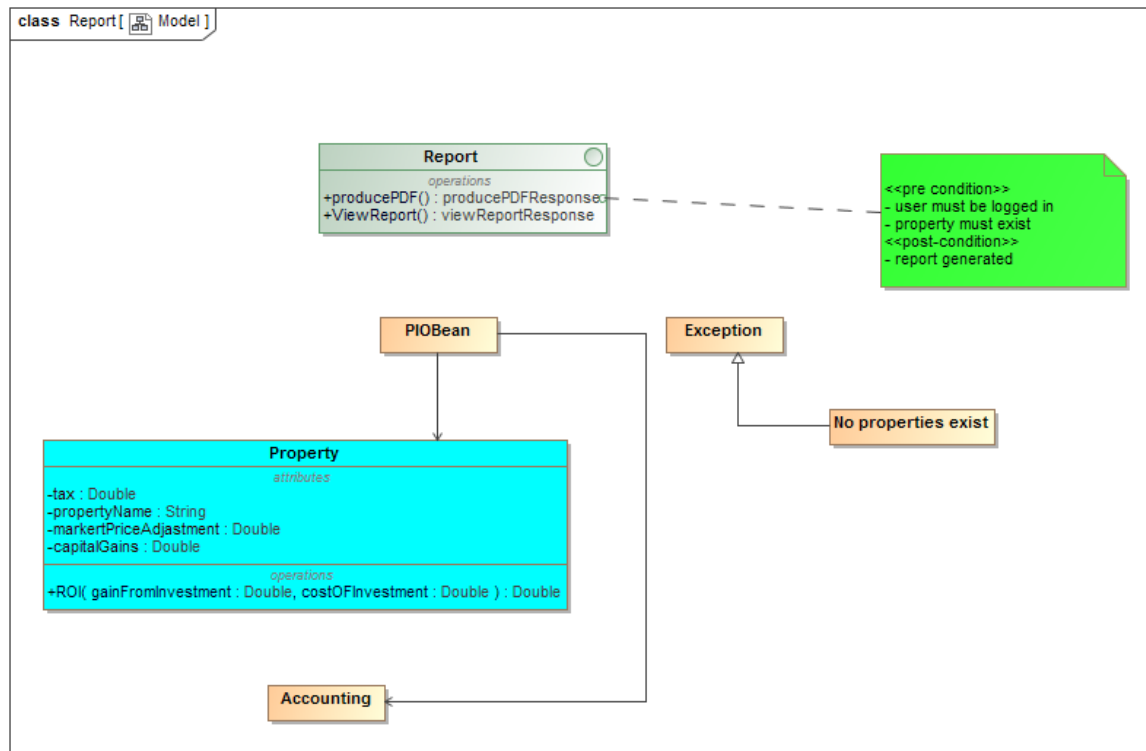 class Report [ Model ]
Report
operations
+producePDF() : producePDFResponse
+ViewReport() : viewReportResponse
<<pre condition>>
- user must be logged in
- property must exist
<<post-condition>>
- report generated
PIOBean
Exception
No properties exist
Property
attributes
-tax : Double
-propertyName : String
-markertPriceAdjastment : Double
-capitalGains : Double
operations
+ROI( gainFromInvestment : Double, costOFInvestment : Double ) : Double
Accounting